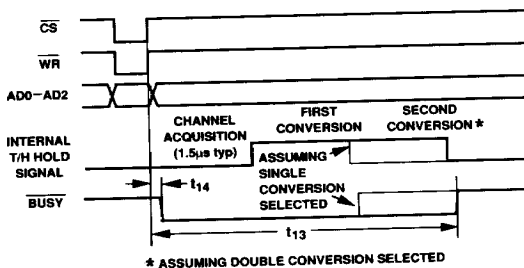 CS
WR
AD0–AD2
CHANNEL
ACQUISITION
(1.5µs typ)
FIRST
CONVERSION
SECOND
CONVERSION *
INTERNAL
T/H HOLD
SIGNAL
ASSUMING
SINGLE
CONVERSION
SELECTED
t14
BUSY
t13
* ASSUMING DOUBLE CONVERSION SELECTED